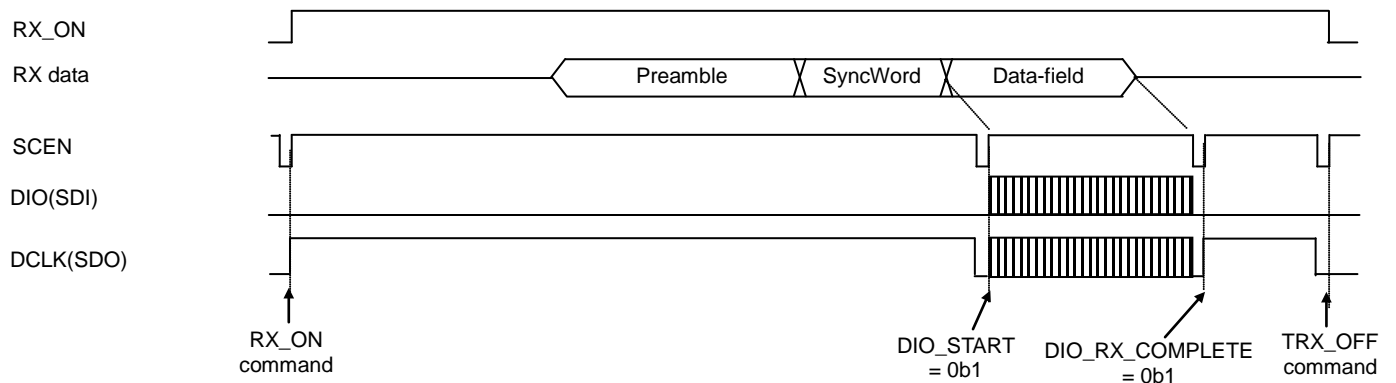 RX_ON
RX data
Preamble
SyncWord
Data-field
SCEN
DIO(SDI)
DCLK(SDO)
RX_ON
command
DIO_START
= 0b1
DIO_RX_COMPLETE
= 0b1
TRX_OFF
command